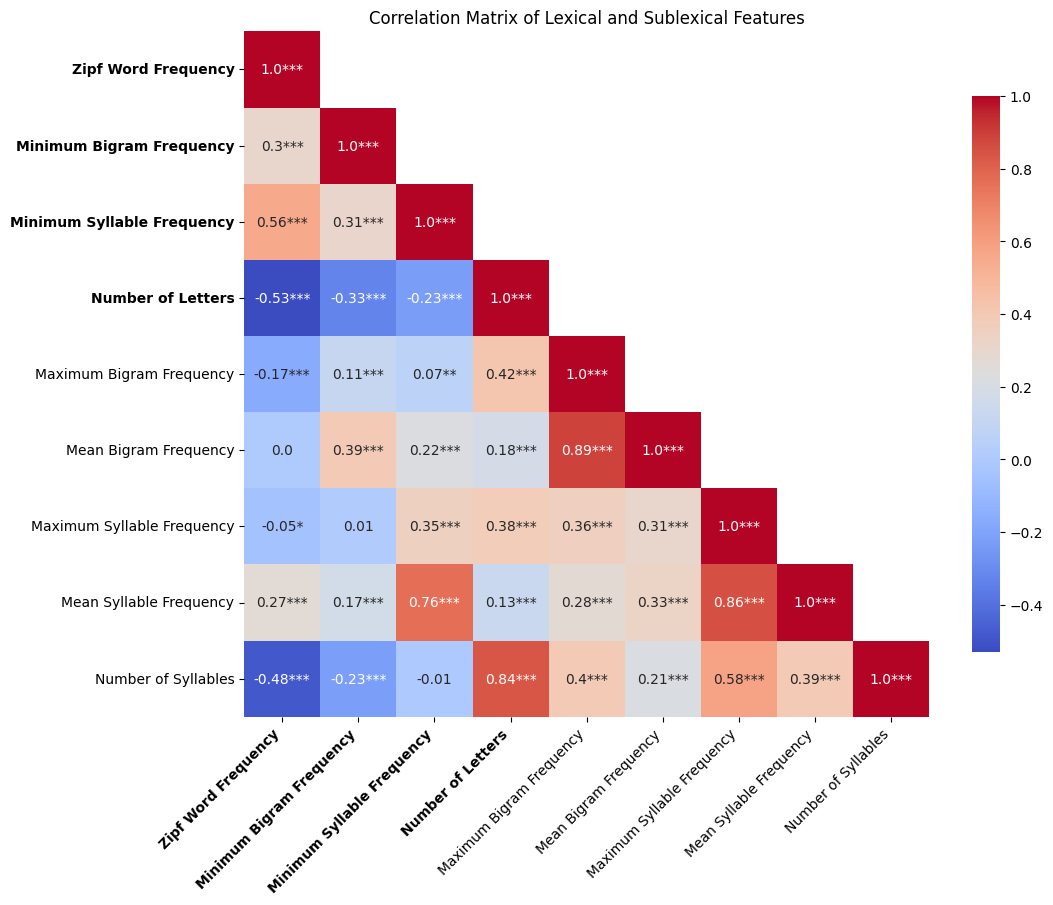 Correlation Matrix of Lexical and Sublexical Features
Zipf Word Frequency
1.0***
Minimum Bigram Frequency
0.3*** 1.0***
Minimum Syllable Frequency
0.56*** 0.31*** 1.0***
Number of Letters
-0.53*** -0.33*** -0.23*** 1.0***
Maximum Bigram Frequency
-0.17*** 0.11*** 0.07** 0.42*** 1.0***
Mean Bigram Frequency
0.0 0.39*** 0.22*** 0.18*** 0.89*** 1.0***
Maximum Syllable Frequency
-0.05* 0.01 0.35*** 0.38*** 0.36*** 0.31*** 1.0***
Mean Syllable Frequency
0.27*** 0.17*** 0.76*** 0.13*** 0.28*** 0.33*** 0.86*** 1.0***
Number of Syllables
-0.48*** -0.23*** -0.01 0.84*** 0.4*** 0.21*** 0.58*** 0.39*** 1.0***
Zipf Word Frequency
Minimum Bigram Frequency
Minimum Syllable Frequency
Number of Letters
Maximum Bigram Frequency
Mean Bigram Frequency
Maximum Syllable Frequency
Mean Syllable Frequency
Number of Syllables
1.0
0.8
0.6
0.4
0.2
0.0
−0.2
−0.4